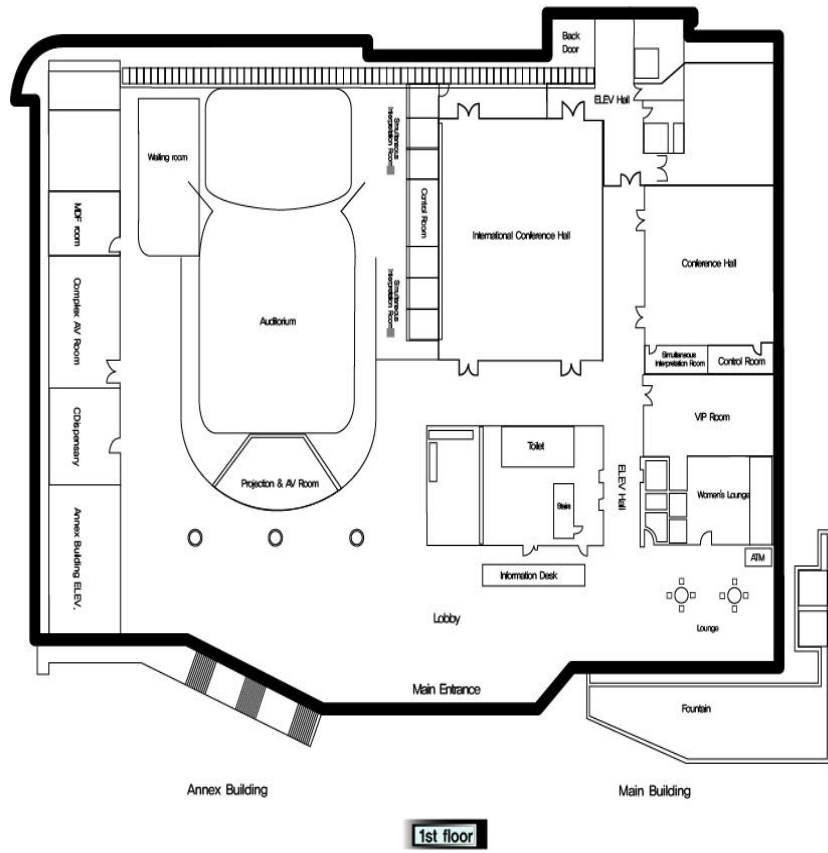 Back
Door
ELEV Hall
Simultaneous
Interpretation Room
Waiting room
MDF room
Control Room
International Conference Hall
Conference Hall
Complex AV Room
Auditorium
Simultaneous
Interpretation Room
Simultaneous
Interpretation Room
Control Room
VIP Room
CDispensary
Toilet
ELEV Hall
Projection & AV Room
Stairs
Women's Lounge
Annex Building ELEV.
ATM
Information Desk
Lobby
Lounge
Main Entrance
Fountain
Annex Building
Main Building
1st floor